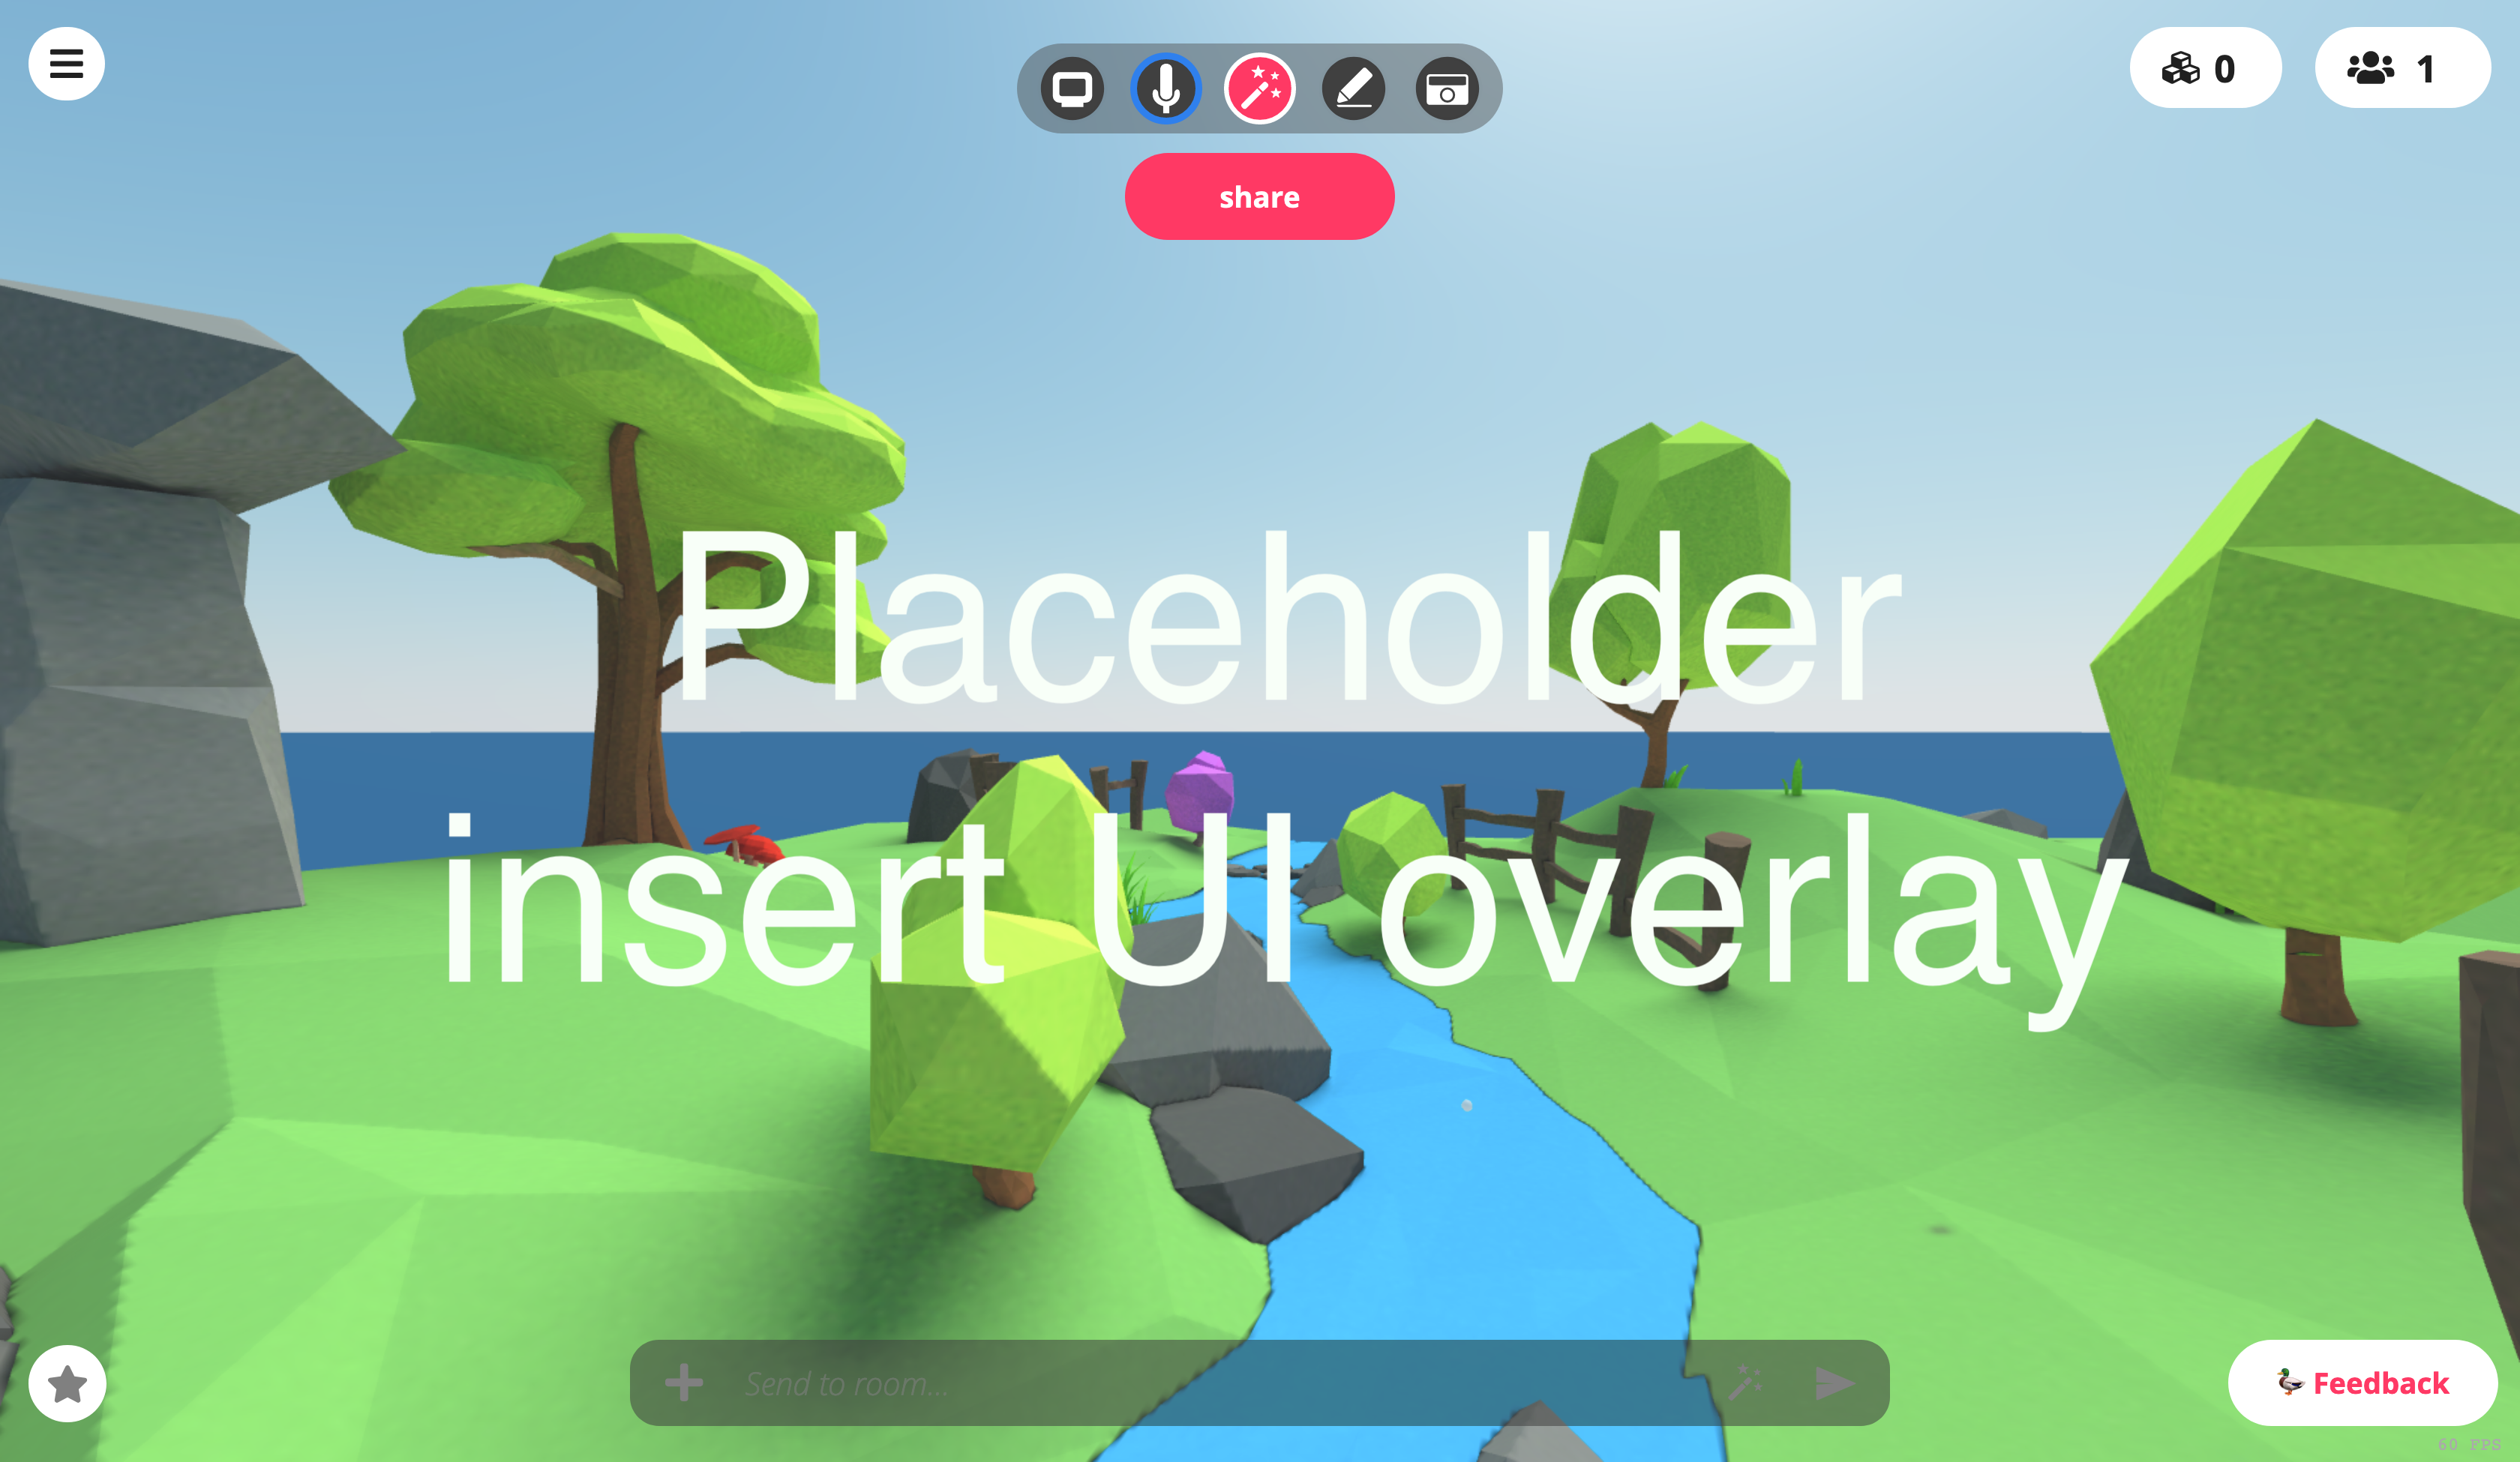 0
1
share
Placeholder
insert UI overlay
Send to room...
Feedback
60 FPS